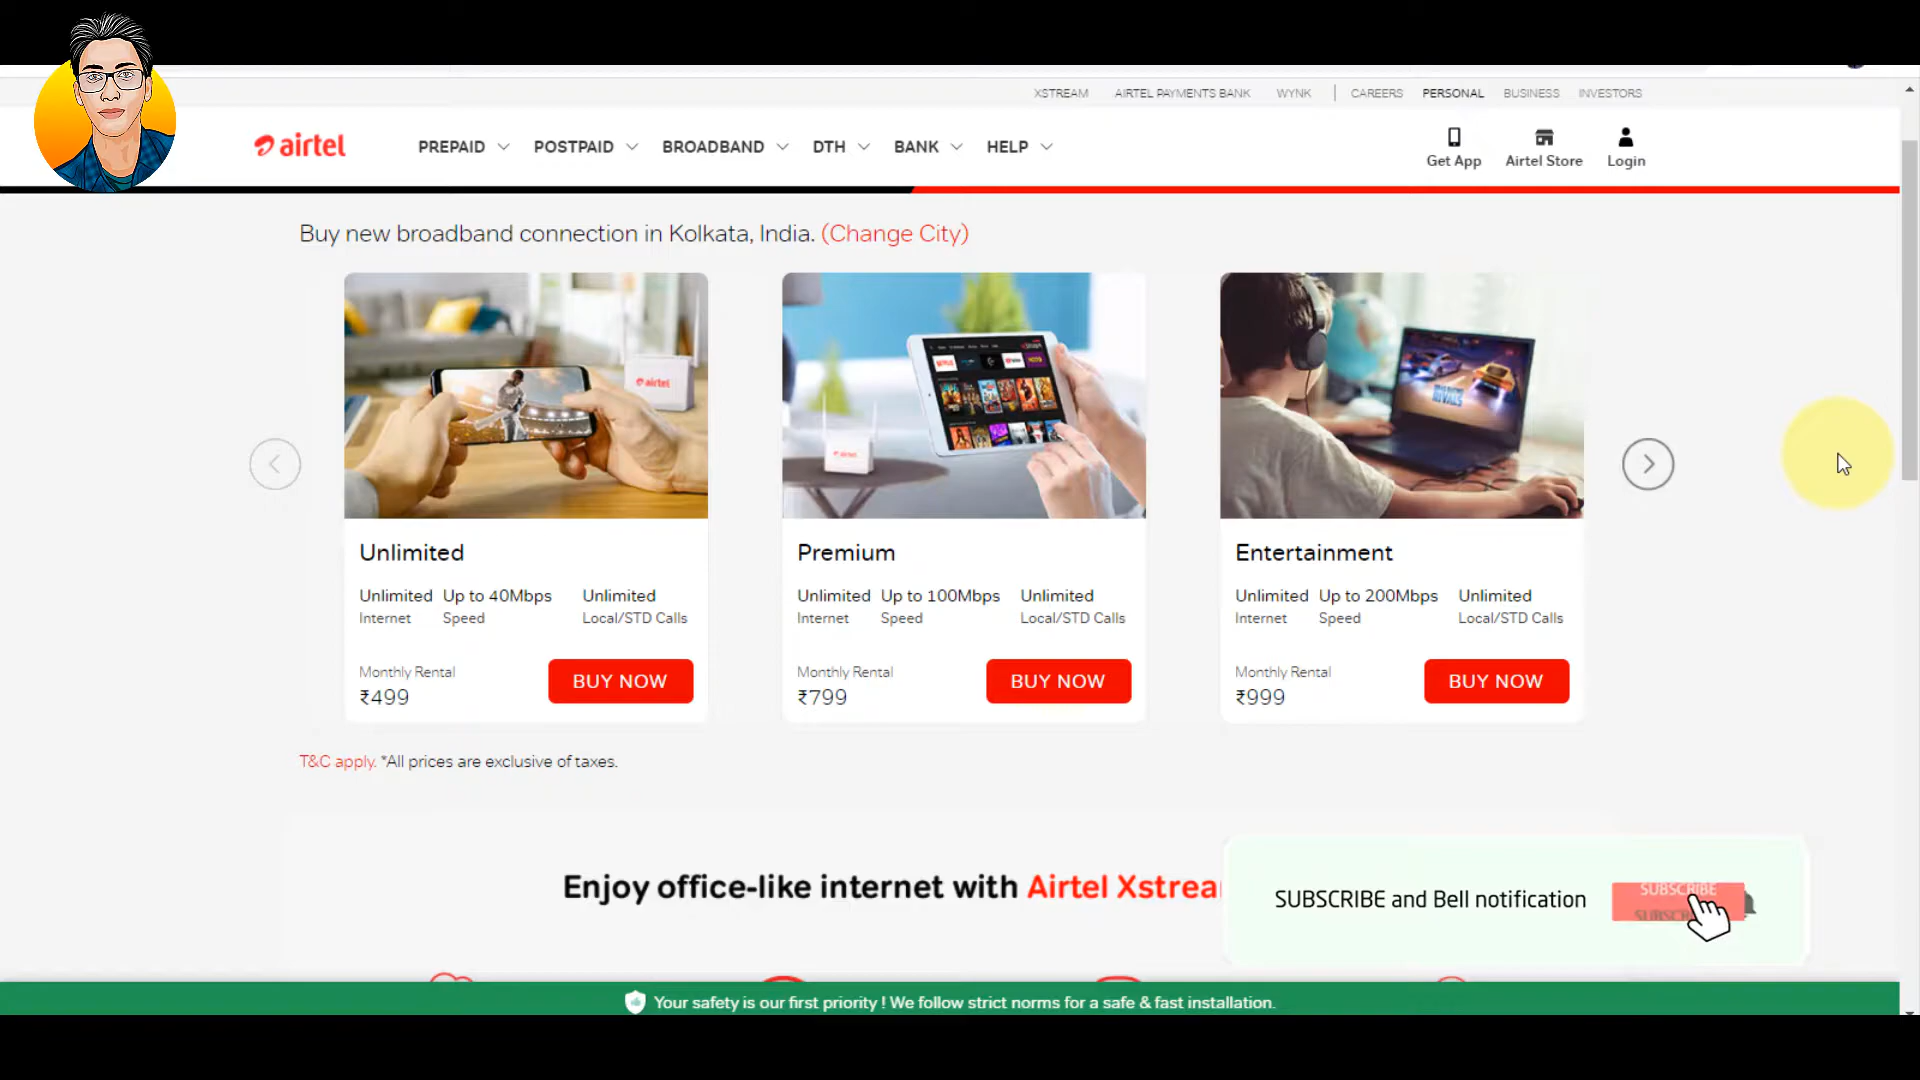 XSTREAM AIRTEL PAYMENTS BANK WYNK CAREERS PERSONAL BUSINESS INVESTORS
airtel PREPAID POSTPAID BROADBAND DTH BANK HELP Get App Airtel Store Login
Buy new broadband connection in Kolkata, India. (Change City)
airtel
airtel
Unlimited Premium Entertainment
Unlimited Up to 40Mbps Unlimited Unlimited Up to 100Mbps Unlimited Unlimited Up to 200Mbps Unlimited
Internet Speed Local/STD Calls Internet Speed Local/STD Calls Internet Speed Local/STD Calls
Monthly Rental BUY NOW Monthly Rental BUY NOW Monthly Rental BUY NOW
₹499 ₹799 ₹999
T&C apply. *All prices are exclusive of taxes.
Enjoy office-like internet with Airtel
SUBSCRIBE and Bell notification SUBSCRIBE
Your safety is our first priority ! We follow strict norms for a safe & fast installation.